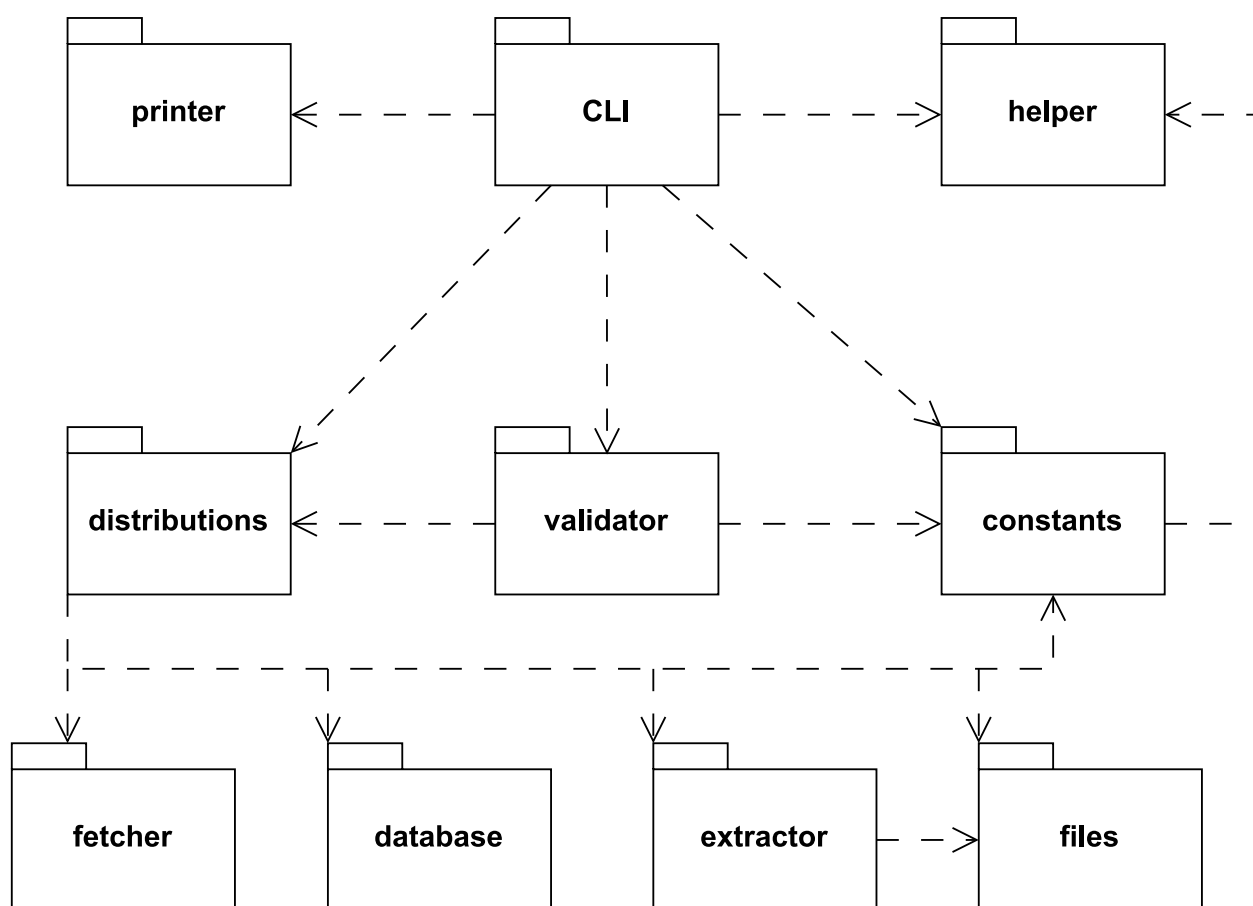 printer
CLI
helper
distributions
validator
constants
fetcher
database
extractor
files